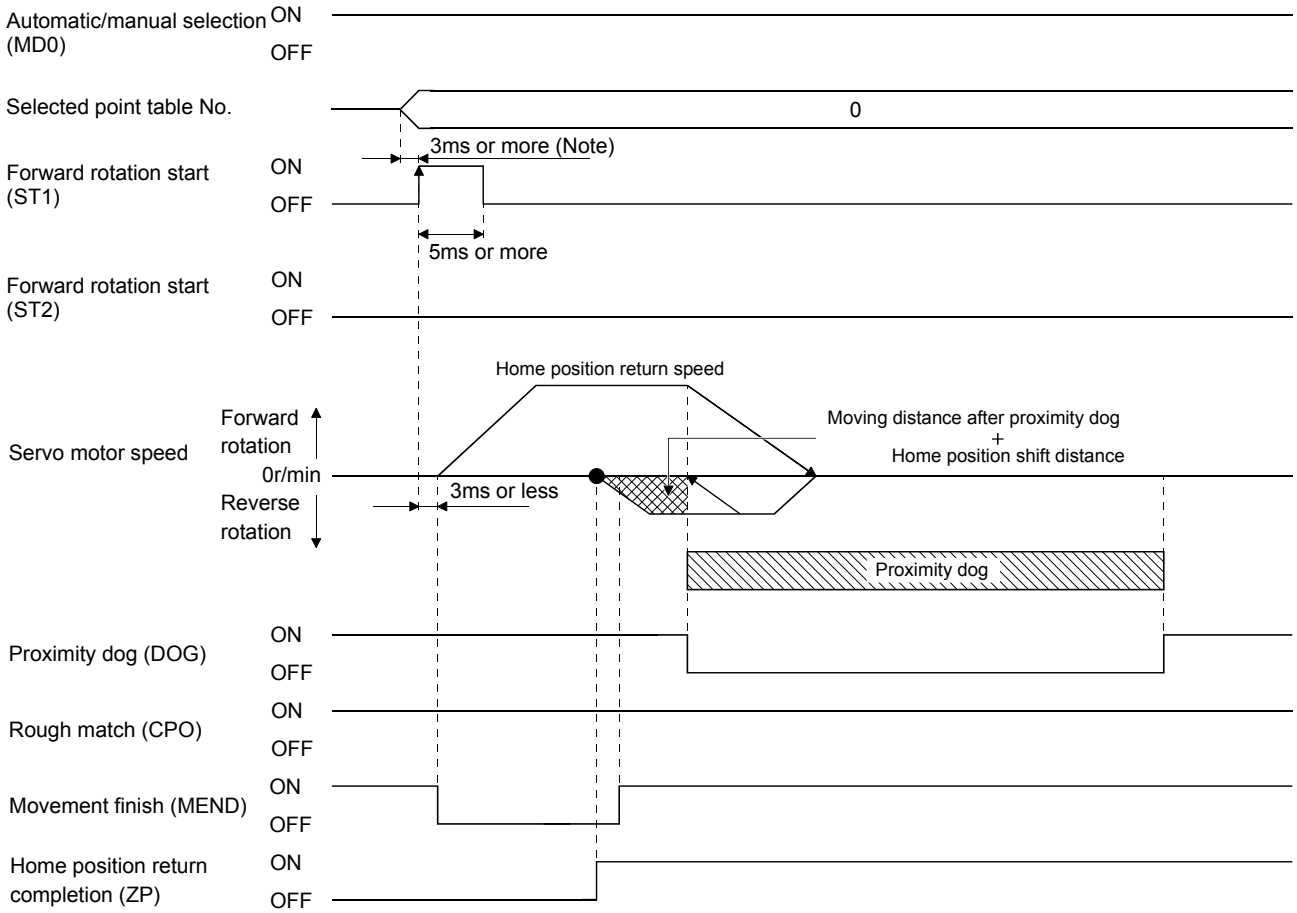 Automatic/manual selection
(MD0)
ON
OFF
Selected point table No.
0
3ms or more (Note)
Forward rotation start
(ST1)
ON
OFF
5ms or more
Forward rotation start
(ST2)
ON
OFF
Home position return speed
Servo motor speed
Forward
rotation
0r/min
Reverse
rotation
3ms or less
Moving distance after proximity dog
+
Home position shift distance
Proximity dog
Proximity dog (DOG)
ON
OFF
Rough match (CPO)
ON
OFF
Movement finish (MEND)
ON
OFF
Home position return
completion (ZP)
ON
OFF